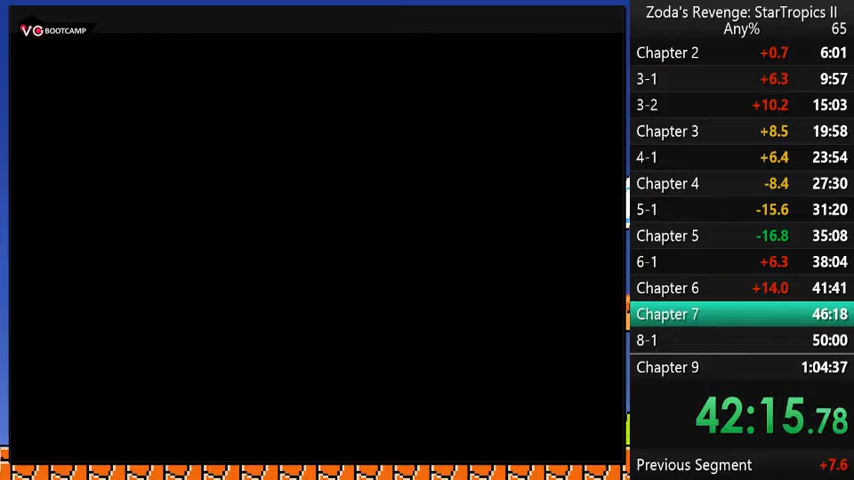 VGBOOTCAMP
Zoda's Revenge: StarTropics II
Any% 65
Chapter 2 +0.7 6:01
3-1 +6.3 9:57
3-2 +10.2 15:03
Chapter 3 +8.5 19:58
4-1 +6.4 23:54
Chapter 4 -8.4 27:30
5-1 -15.6 31:20
Chapter 5 -16.8 35:08
6-1 +6.3 38:04
Chapter 6 +14.0 41:41
Chapter 7 46:18
8-1 50:00
Chapter 9 1:04:37
42:15.78
Previous Segment +7.6